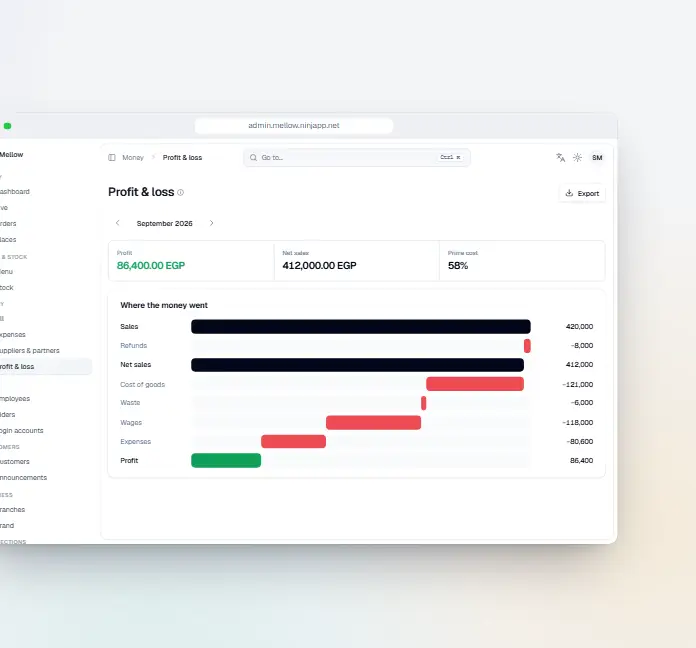 admin.mellow.ninjapp.net
Mellow
Money
Profit & loss
Go to...
Ctrl K
SM
Profit & loss
Export
September 2026
Profit
86,400.00 EGP
Net sales
412,000.00 EGP
Prime cost
58%
Where the money went
Sales
420,000
Refunds
-8,000
Net sales
412,000
Cost of goods
-121,000
Waste
-6,000
Wages
-118,000
Expenses
-80,600
Profit
86,400
ashboard
ve
rders
laces
& STOCK
enu
tock
Y
ll
xpenses
uppliers & partners
rofit & loss
mployees
iders
ogin accounts
OMERS
ustomers
nnouncements
ESS
ranches
rand
ECTIONS